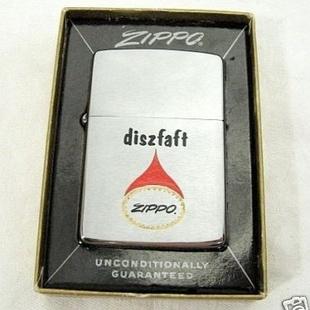 ZIPPO
diszfaft
ZIPPO
UNCONDITIONALLY
GUARANTEED